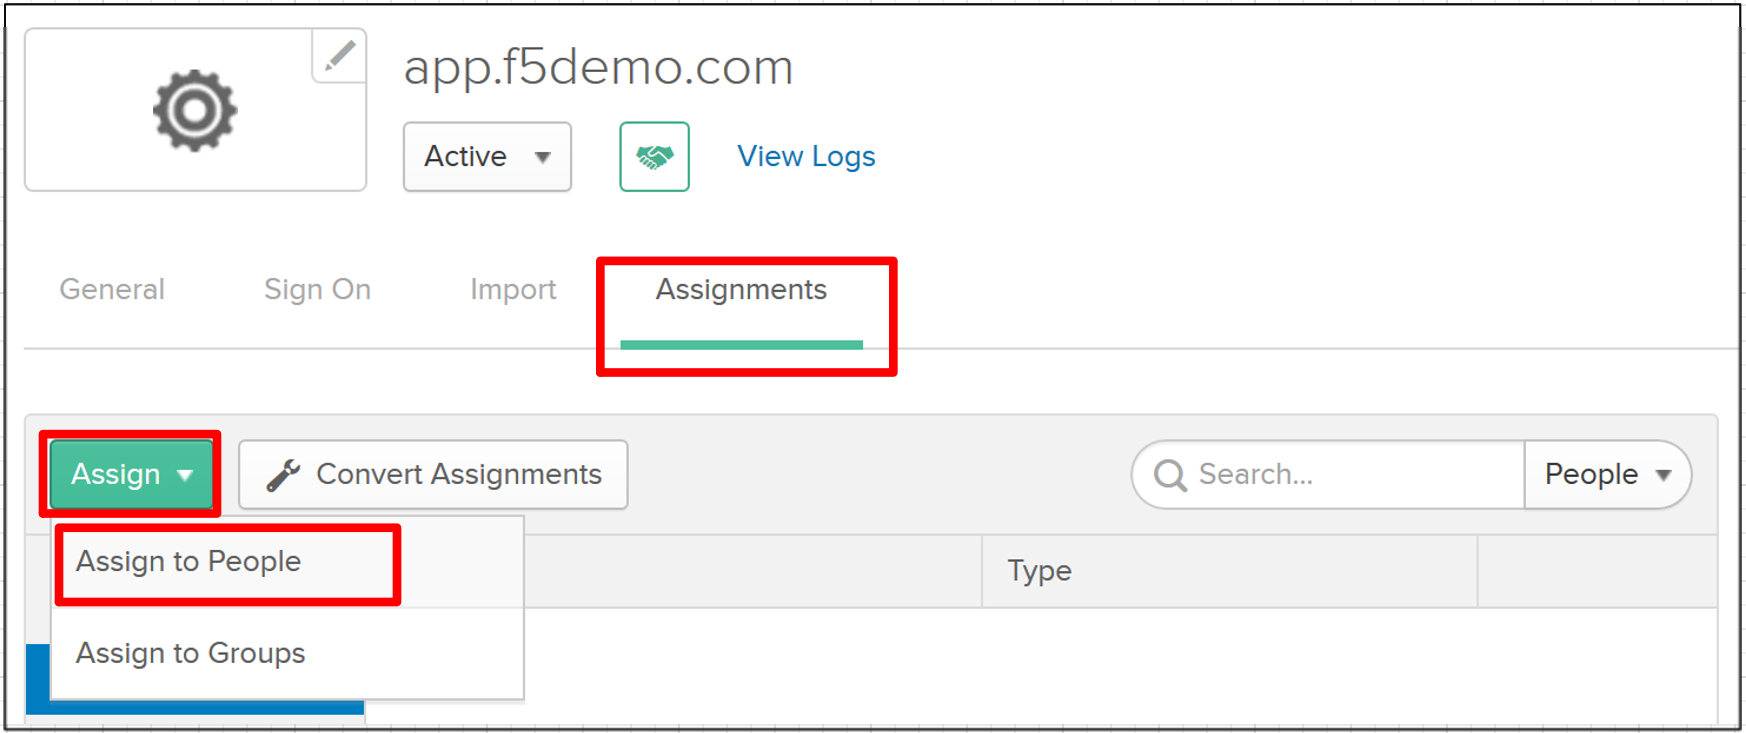 app.f5demo.com
Active
View Logs
General Sign On Import Assignments
Assign Convert Assignments Search... People
Assign to People
Type
Assign to Groups